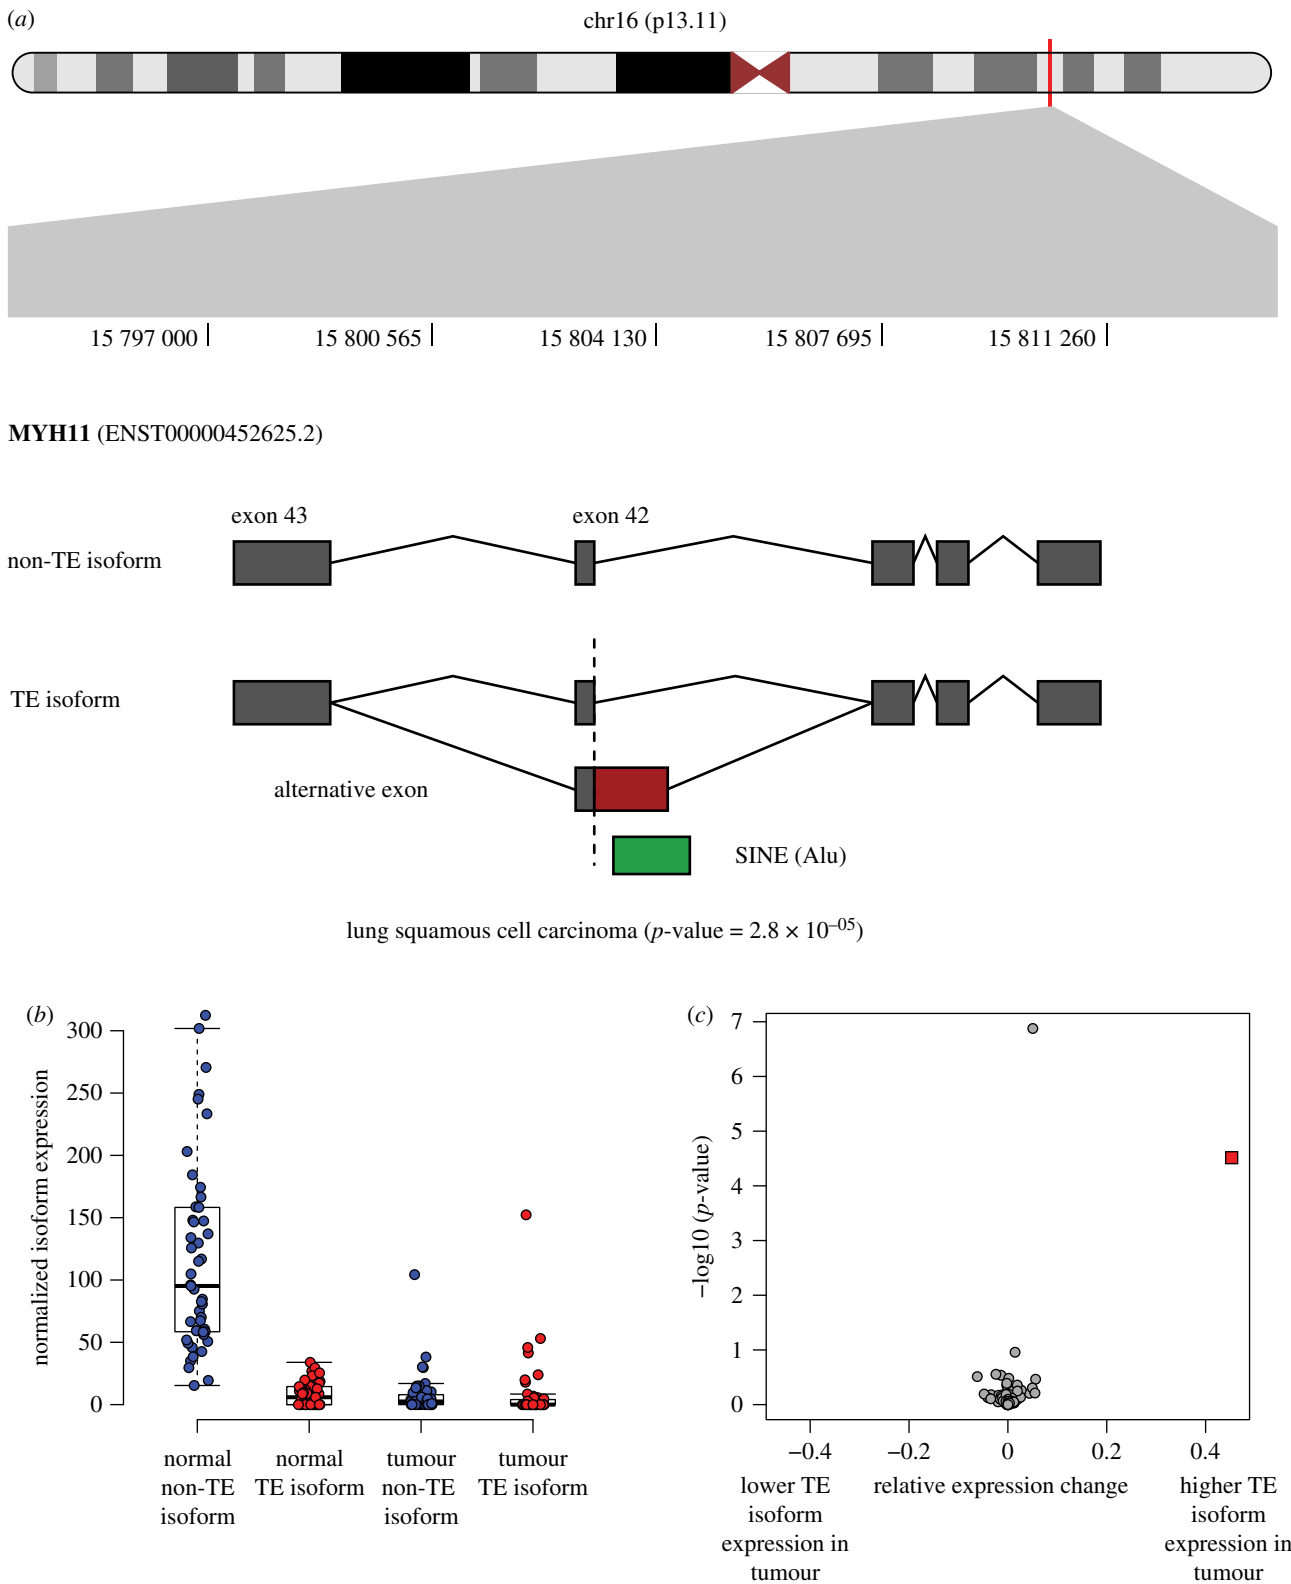 (a)
chr16 (p13.11)
15 797 000
15 800 565
15 804 130
15 807 695
15 811 260
MYH11 (ENST00000452625.2)
exon 43
exon 42
non-TE isoform
TE isoform
alternative exon
SINE (Alu)
lung squamous cell carcinoma (p-value = 2.8 × 10⁻⁰⁵)
(b)
normalized isoform expression
300
250
200
150
100
50
0
normal
non-TE
isoform
normal
TE isoform
tumour
non-TE
isoform
tumour
TE isoform
(c)
−log10 (p-value)
7
6
5
4
3
2
1
0
−0.4
−0.2
0
0.2
0.4
lower TE
isoform
expression in
tumour
relative expression change
higher TE
isoform
expression in
tumour